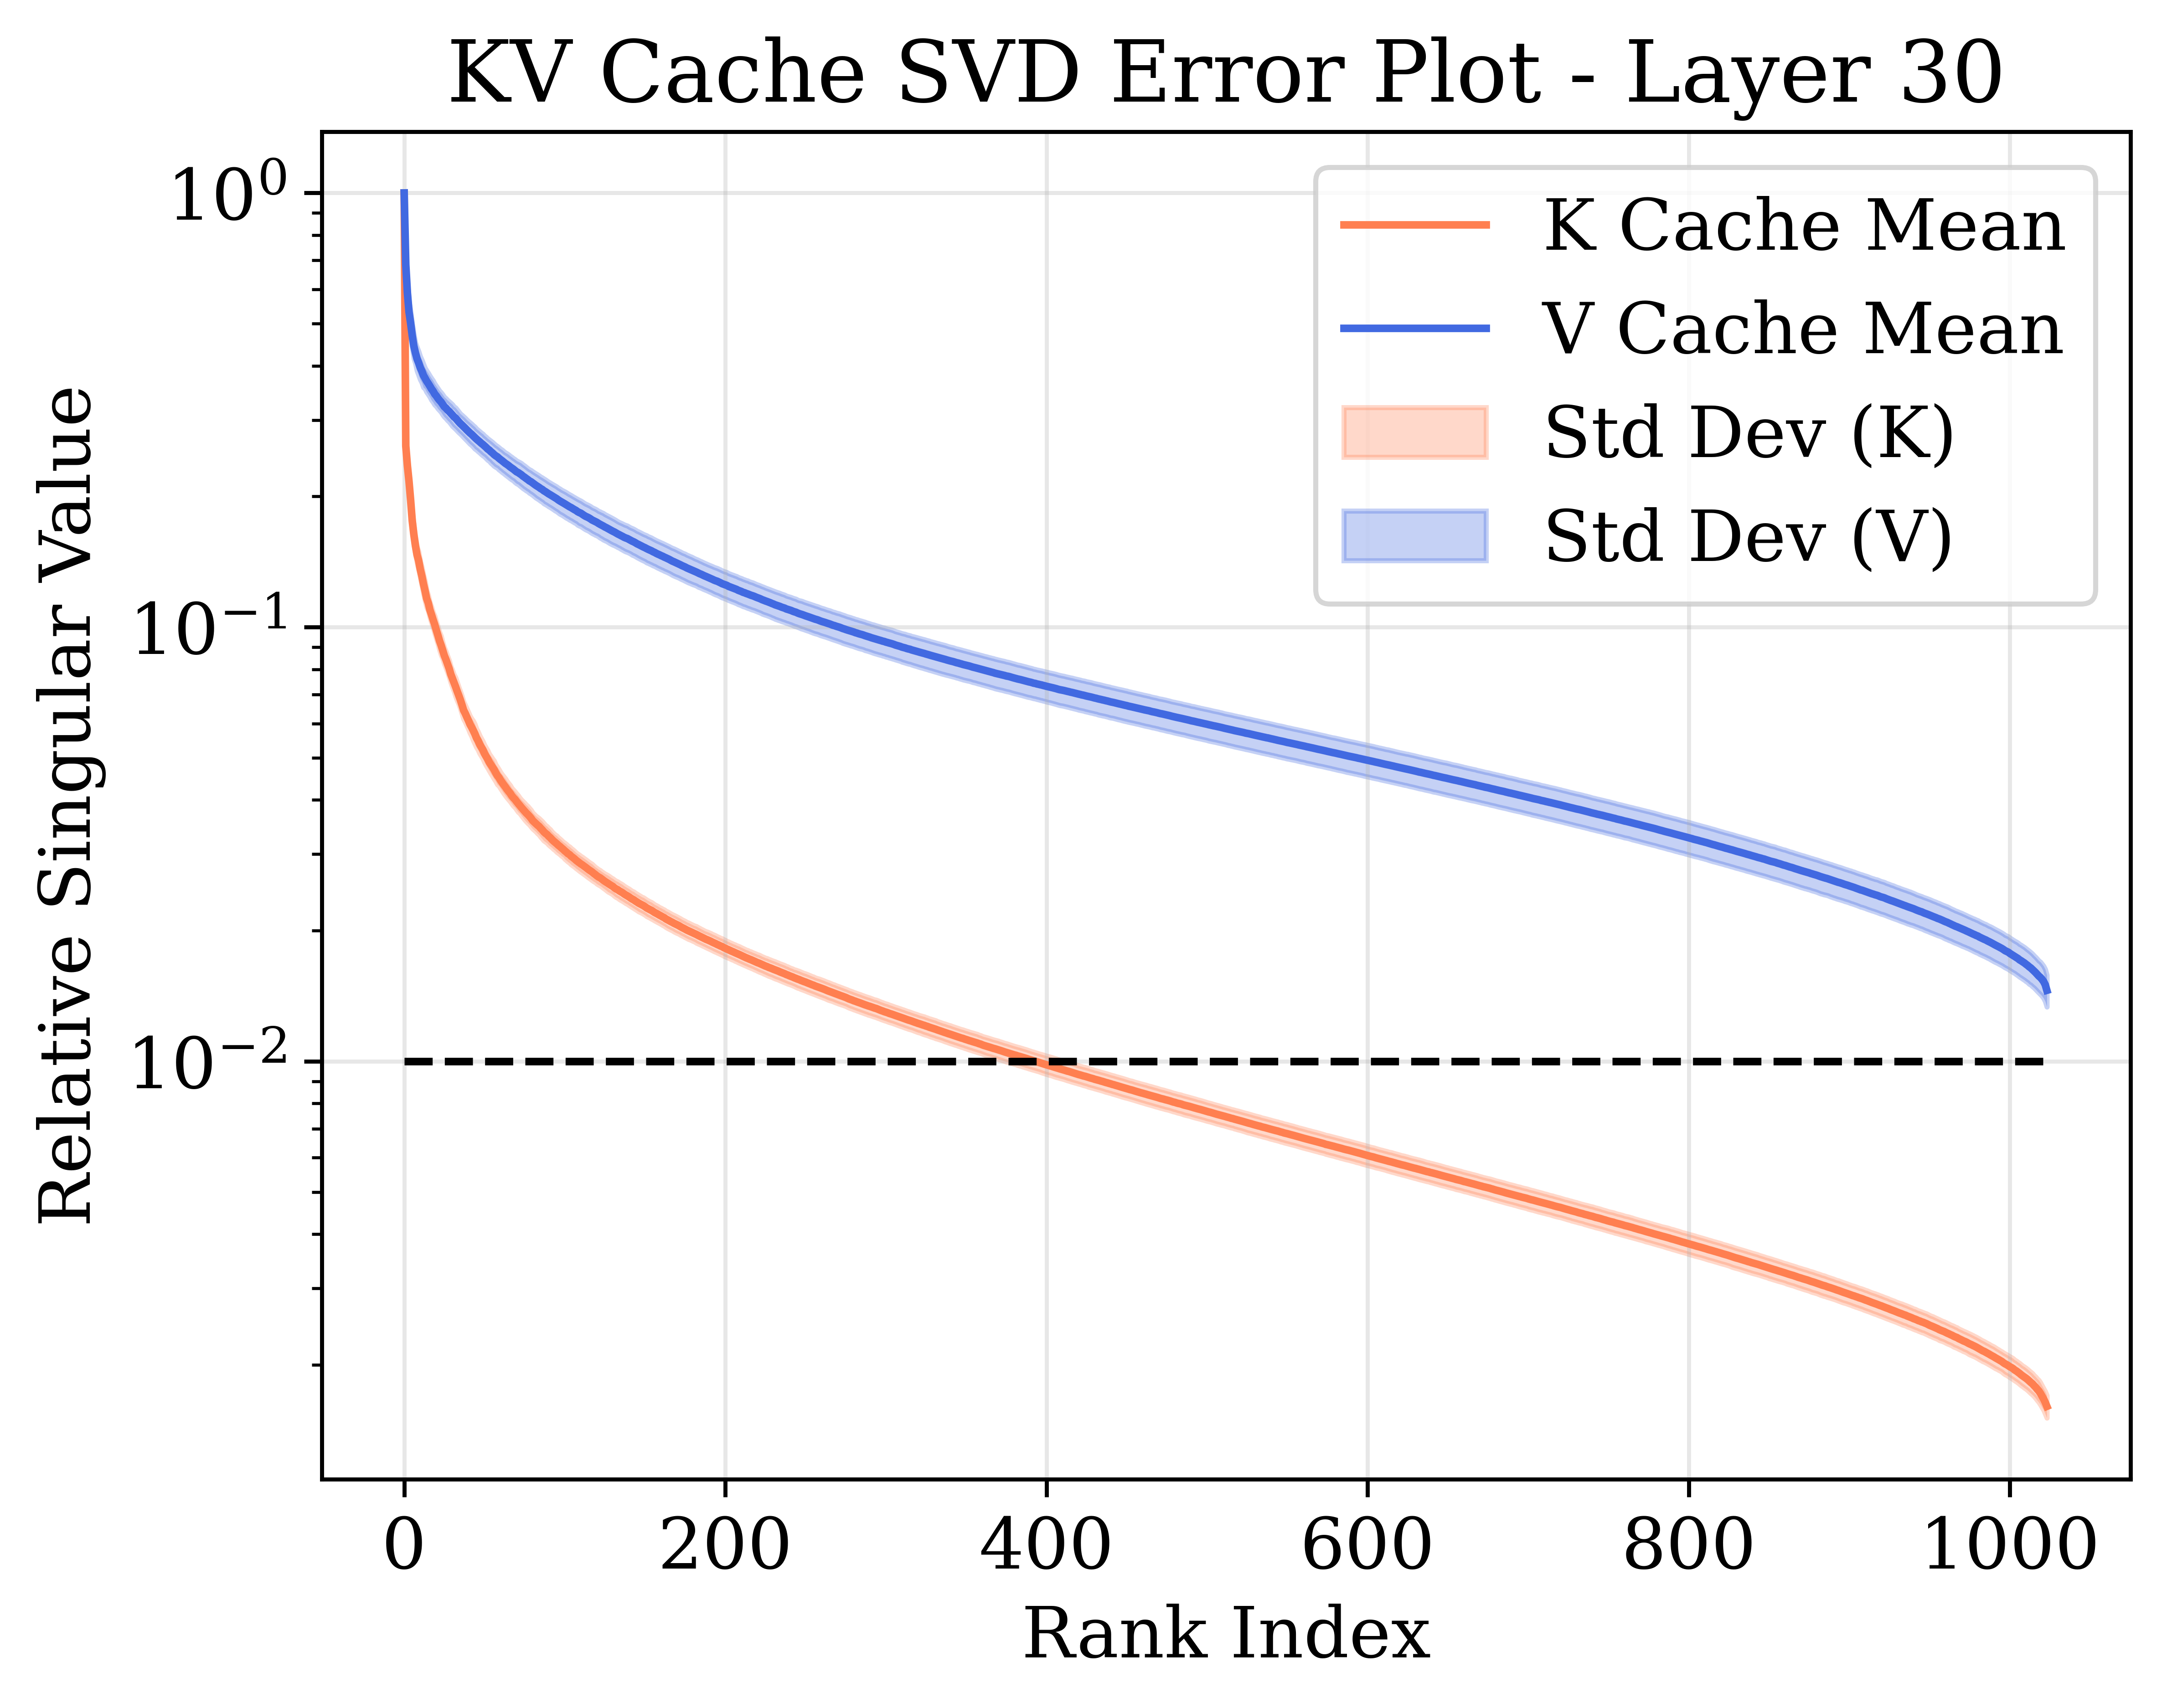 KV Cache SVD Error Plot - Layer 30
Relative Singular Value
10⁰
10⁻¹
10⁻²
K Cache Mean
V Cache Mean
Std Dev (K)
Std Dev (V)
0 200 400 600 800 1000
Rank Index